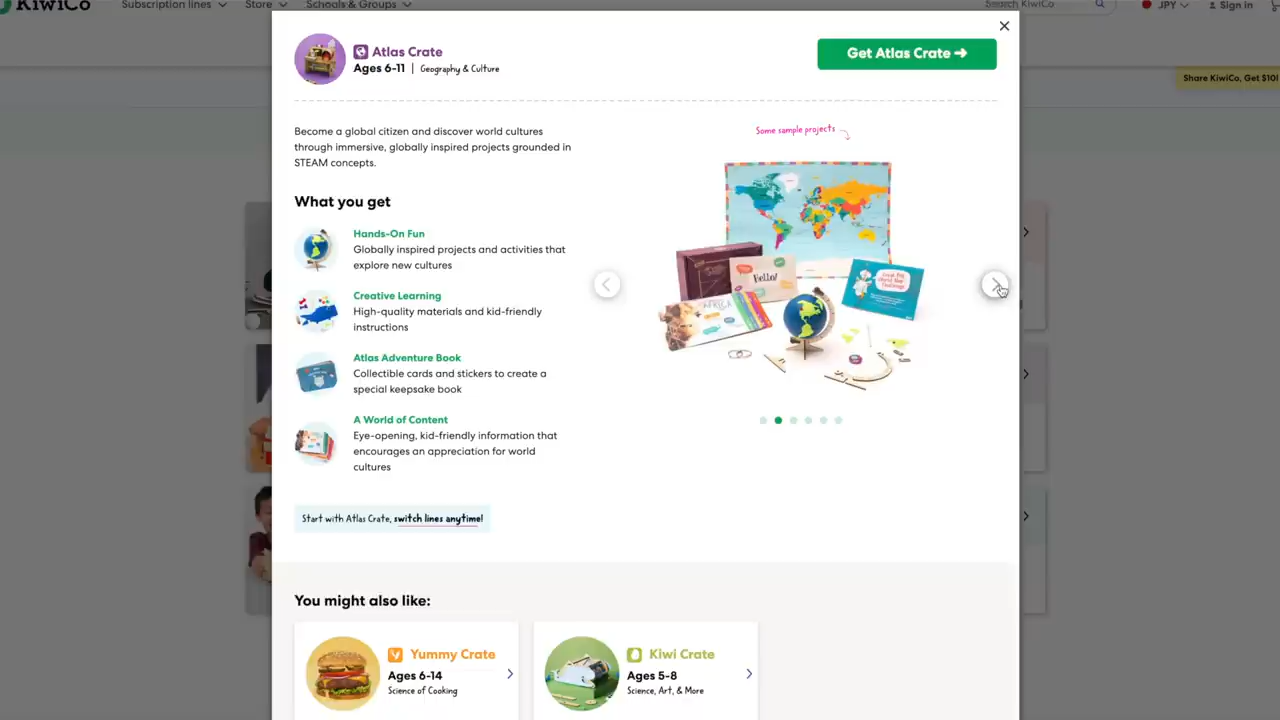 KiwiCo
Subscription lines
Store
Schools & Groups
Search KiwiCo
JPY
Sign in
Share KiwiCo, Get $10!
Atlas Crate
Ages 6-11 | Geography & Culture
Get Atlas Crate →
Become a global citizen and discover world cultures
through immersive, globally inspired projects grounded in
STEAM concepts.
Some sample projects
What you get
Hands-On Fun
Globally inspired projects and activities that
explore new cultures
Creative Learning
High-quality materials and kid-friendly
instructions
Atlas Adventure Book
Collectible cards and stickers to create a
special keepsake book
A World of Content
Eye-opening, kid-friendly information that
encourages an appreciation for world
cultures
Hello!
AFRICA
Start with Atlas Crate, switch lines anytime!
You might also like:
Yummy Crate
Ages 6-14
Science of Cooking
Kiwi Crate
Ages 5-8
Science, Art, & More